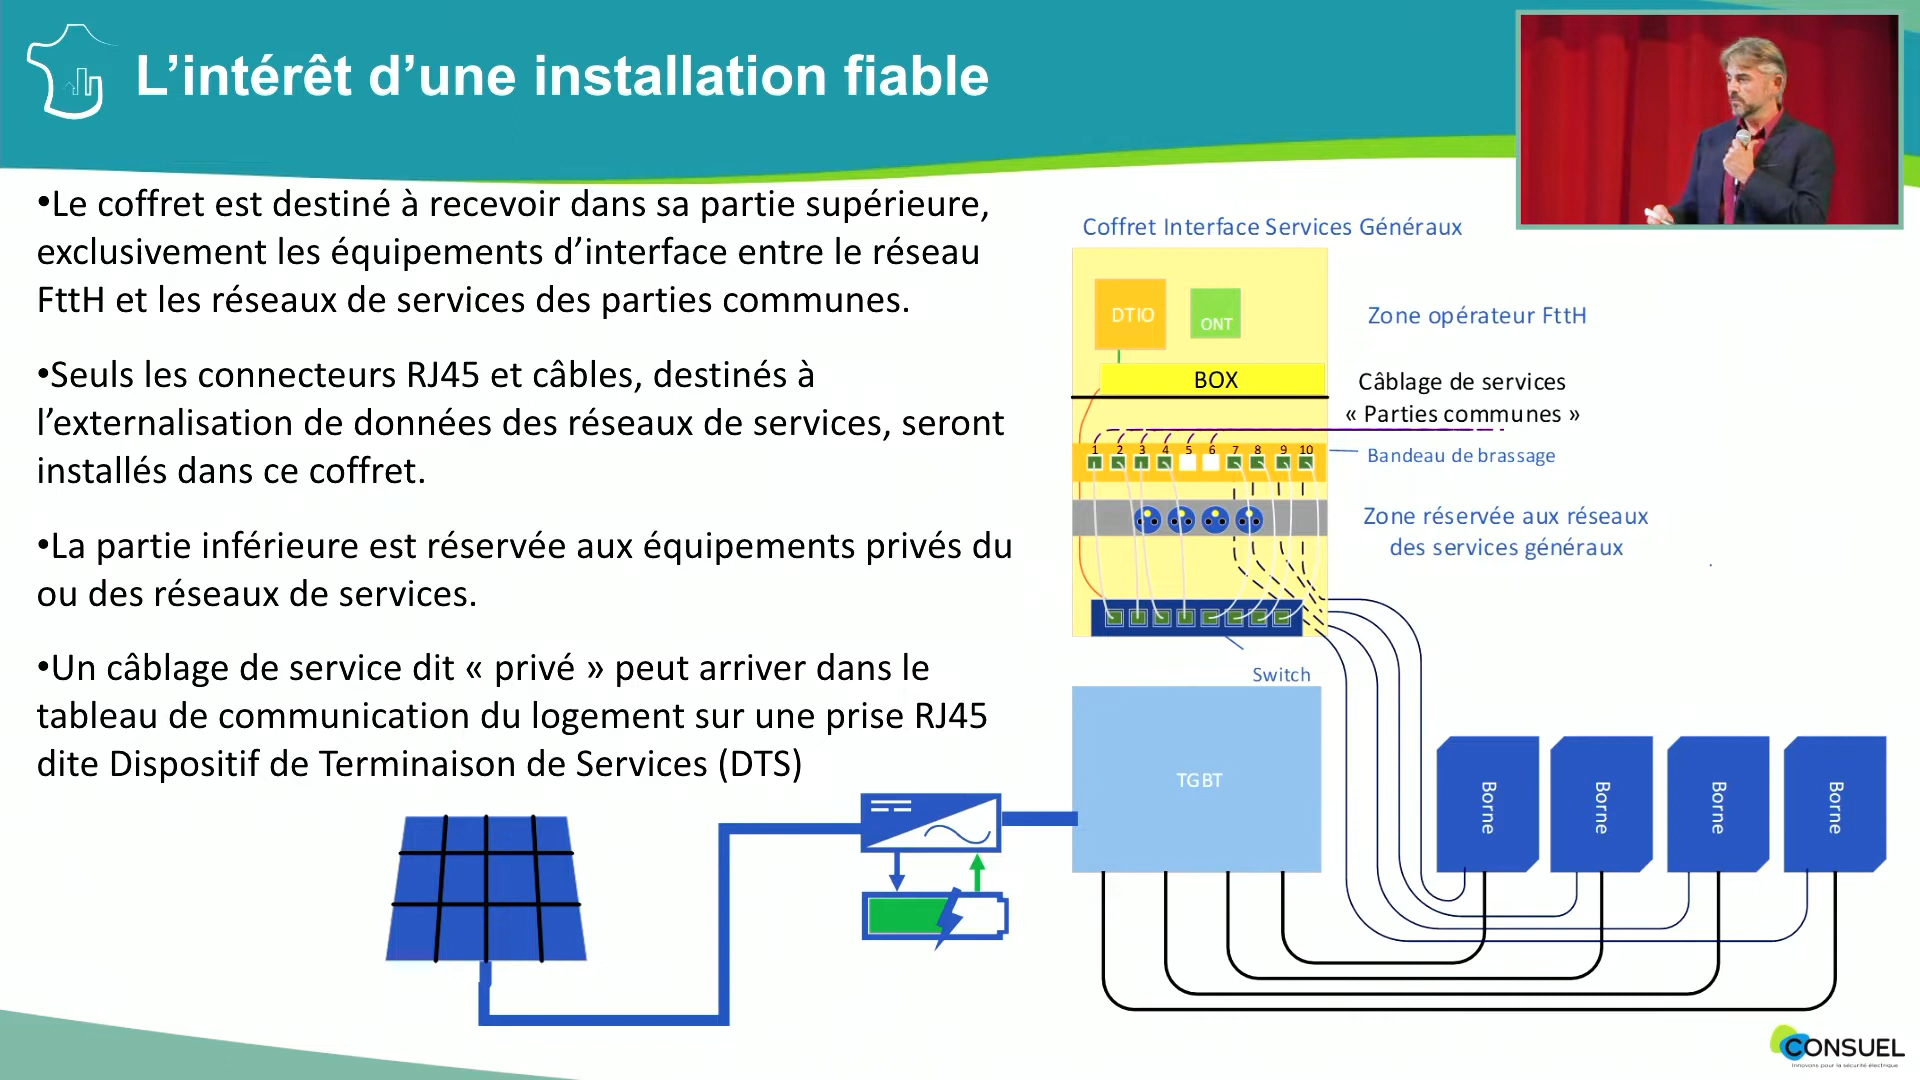 L’intérêt d’une installation fiable
•Le coffret est destiné à recevoir dans sa partie supérieure,
exclusivement les équipements d’interface entre le réseau
FttH et les réseaux de services des parties communes.
•Seuls les connecteurs RJ45 et câbles, destinés à
l’externalisation de données des réseaux de services, seront
installés dans ce coffret.
•La partie inférieure est réservée aux équipements privés du
ou des réseaux de services.
•Un câblage de service dit « privé » peut arriver dans le
tableau de communication du logement sur une prise RJ45
dite Dispositif de Terminaison de Services (DTS)
Coffret Interface Services Généraux
DTIO
ONT
Zone opérateur FttH
BOX
Câblage de services
« Parties communes »
1 2 3 4 5 6 7 8 9 10
Bandeau de brassage
Zone réservée aux réseaux
des services généraux
Switch
TGBT
Borne
Borne
Borne
Borne
CONSUEL
Innovons pour la sécurité électrique